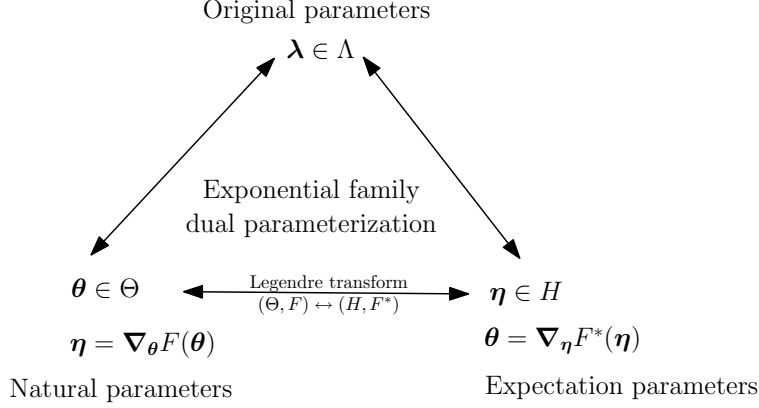 Original parameters
λ ∈ Λ
Exponential family
dual parameterization
θ ∈ Θ
Legendre transform
(Θ, F) ↔ (H, F*)
η ∈ H
η = ∇θF(θ)
θ = ∇ηF*(η)
Natural parameters
Expectation parameters